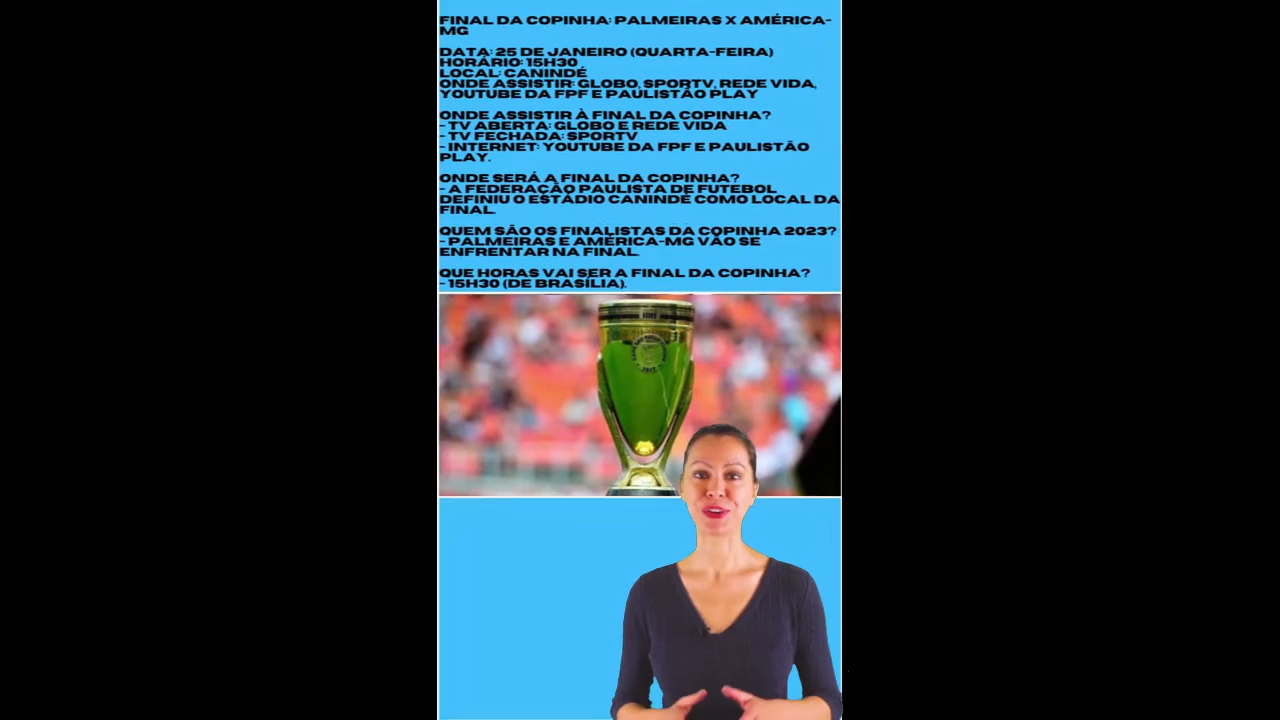 FINAL DA COPINHA: PALMEIRAS X AMÉRICA-
MG
DATA: 25 DE JANEIRO (QUARTA-FEIRA)
HORÁRIO: 15H30
LOCAL: CANINDÉ
ONDE ASSISTIR: GLOBO, SPORTV, REDE VIDA,
YOUTUBE DA FPF E PAULISTÃO PLAY
ONDE ASSISTIR À FINAL DA COPINHA?
- TV ABERTA: GLOBO E REDE VIDA
- TV FECHADA: SPORTV
- INTERNET: YOUTUBE DA FPF E PAULISTÃO
PLAY.
ONDE SERÁ A FINAL DA COPINHA?
- A FEDERAÇÃO PAULISTA DE FUTEBOL
DEFINIU O ESTÁDIO CANINDÉ COMO LOCAL DA
FINAL.
QUEM SÃO OS FINALISTAS DA COPINHA 2023?
- PALMEIRAS E AMÉRICA-MG VÃO SE
ENFRENTAR NA FINAL.
QUE HORAS VAI SER A FINAL DA COPINHA?
- 15H30 (DE BRASÍLIA).